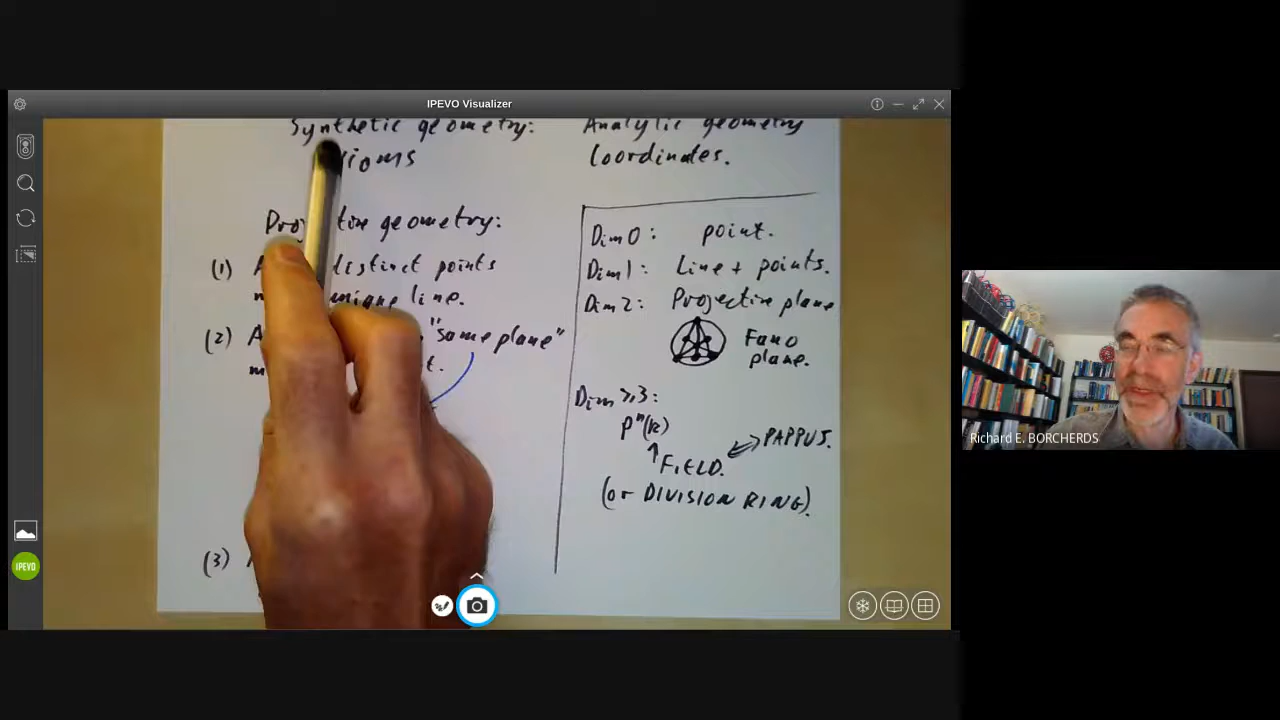 IPEVO Visualizer
Synthetic geometry:
Analytic geometry
coordinates.
geometry:
(1) distinct points
unique line.
(2) "same plane"
(3)
Dim 0: point.
Dim 1: Line + points.
Dim 2: Projective plane
Fano
plane.
Dim ≥ 3:
Pⁿ(k)
↑ FIELD. ⟸⟹ PAPPUS.
(or DIVISION RING).
IPEVO
Richard E. BORCHERDS